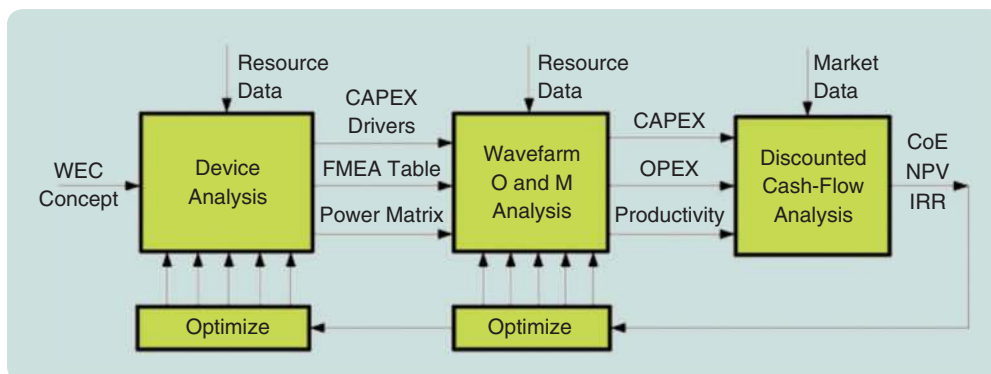 Resource
Data
Resource
Data
Market
Data
WEC
Concept
Device
Analysis
CAPEX
Drivers
FMEA Table
Power Matrix
Wavefarm
O and M
Analysis
CAPEX
OPEX
Productivity
Discounted
Cash-Flow
Analysis
CoE
NPV
IRR
Optimize
Optimize